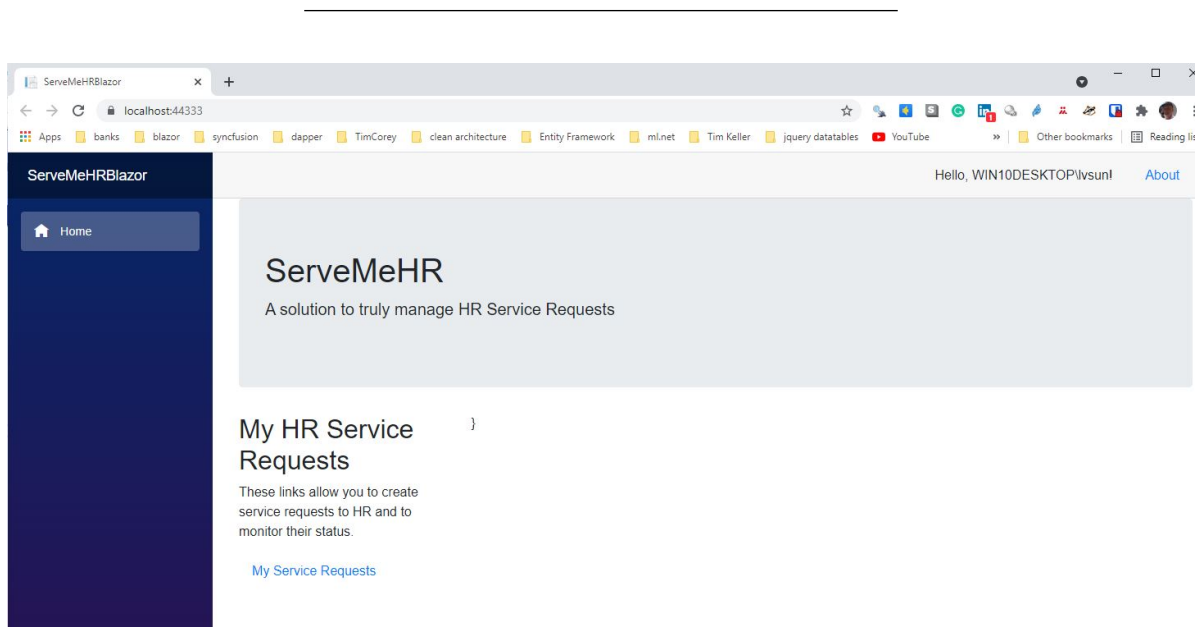 ServeMeHRBlazor
localhost:44333
Apps banks blazor syncfusion dapper TimCorey clean architecture Entity Framework ml.net Tim Keller jquery datatables YouTube » Other bookmarks Reading lis
ServeMeHRBlazor Hello, WIN10DESKTOP\lvsun! About
Home
ServeMeHR
A solution to truly manage HR Service Requests
My HR Service
Requests
}
These links allow you to create
service requests to HR and to
monitor their status.
My Service Requests